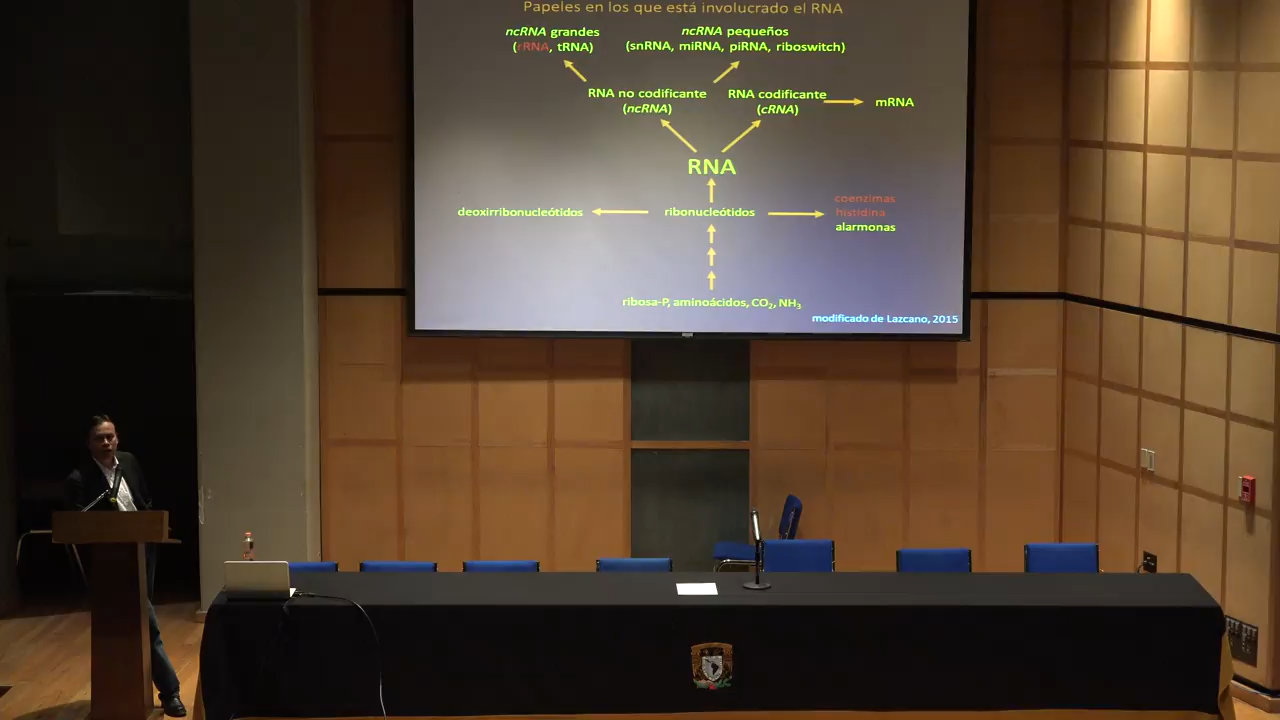 Papeles en los que está involucrado el RNA
ncRNA grandes
(rRNA, tRNA)
ncRNA pequeños
(snRNA, miRNA, piRNA, riboswitch)
RNA no codificante
(ncRNA)
RNA codificante
(cRNA)
mRNA
RNA
deoxirribonucleótidos
ribonucleótidos
coenzimas
histidina
alarmonas
ribosa-P, aminoácidos, CO₂, NH₃
modificado de Lazcano, 2015